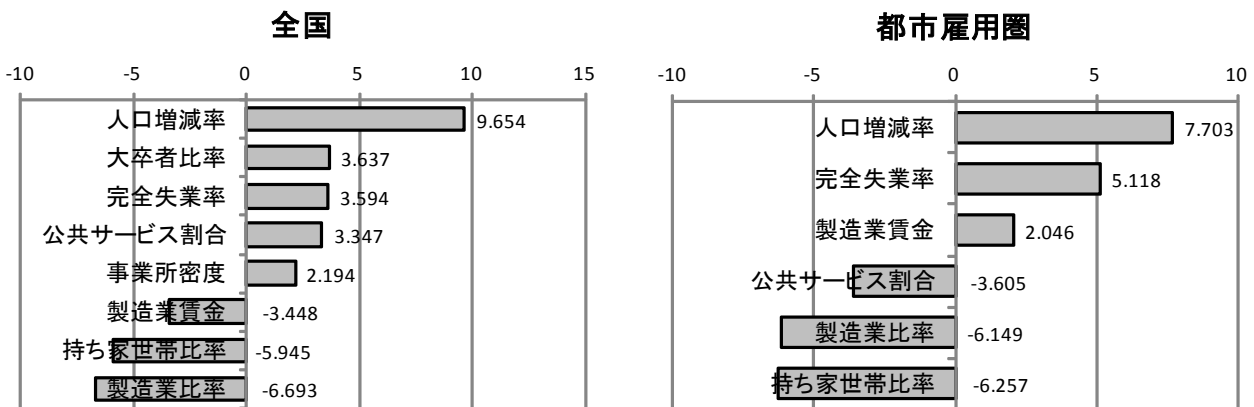 全国
-10 -5 0 5 10 15
人口増減率 9.654
大卒者比率 3.637
完全失業率 3.594
公共サービス割合 3.347
事業所密度 2.194
製造業賃金 -3.448
持ち家世帯比率 -5.945
製造業比率 -6.693
都市雇用圏
-10 -5 0 5 10
人口増減率 7.703
完全失業率 5.118
製造業賃金 2.046
公共サービス割合 -3.605
製造業比率 -6.149
持ち家世帯比率 -6.257